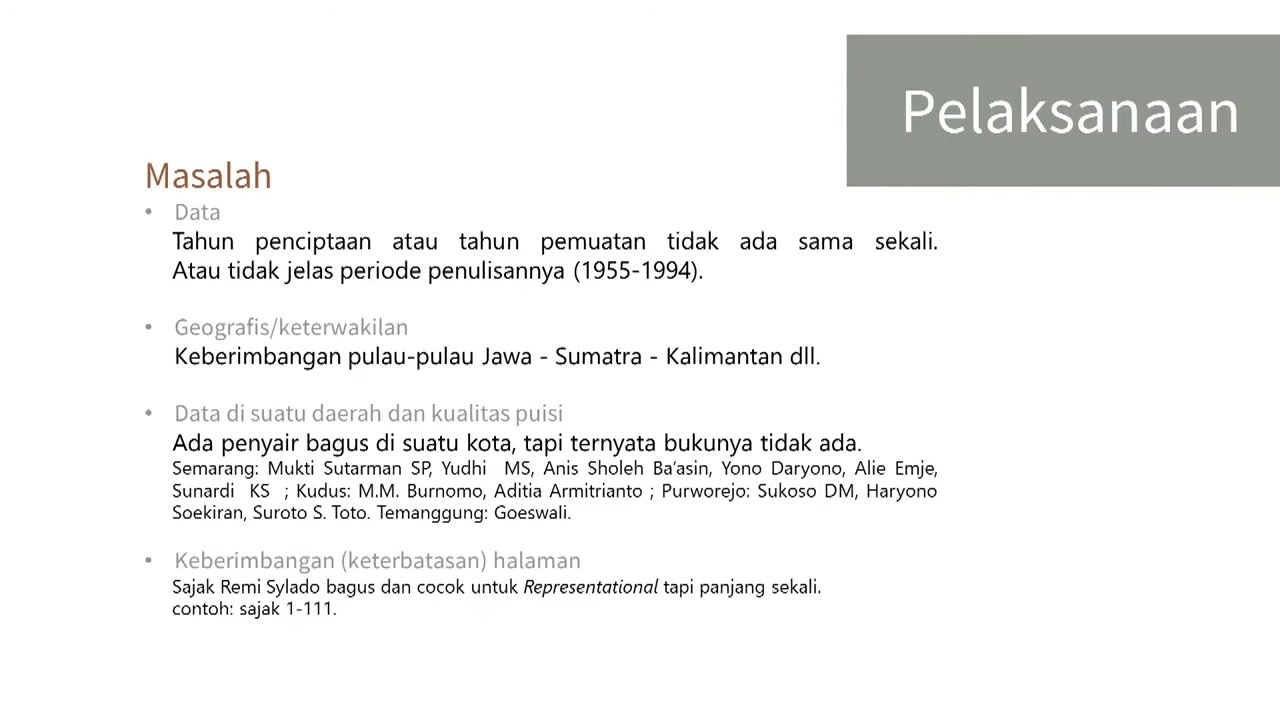 Pelaksanaan
Masalah
• Data
Tahun penciptaan atau tahun pemuatan tidak ada sama sekali.
Atau tidak jelas periode penulisannya (1955-1994).
• Geografis/keterwakilan
Keberimbangan pulau-pulau Jawa - Sumatra - Kalimantan dll.
• Data di suatu daerah dan kualitas puisi
Ada penyair bagus di suatu kota, tapi ternyata bukunya tidak ada.
Semarang: Mukti Sutarman SP, Yudhi MS, Anis Sholeh Ba'asin, Yono Daryono, Alie Emje,
Sunardi KS ; Kudus: M.M. Burnomo, Aditia Armitrianto ; Purworejo: Sukoso DM, Haryono
Soekiran, Suroto S. Toto. Temanggung: Goeswali.
• Keberimbangan (keterbatasan) halaman
Sajak Remi Sylado bagus dan cocok untuk Representational tapi panjang sekali.
contoh: sajak 1-111.